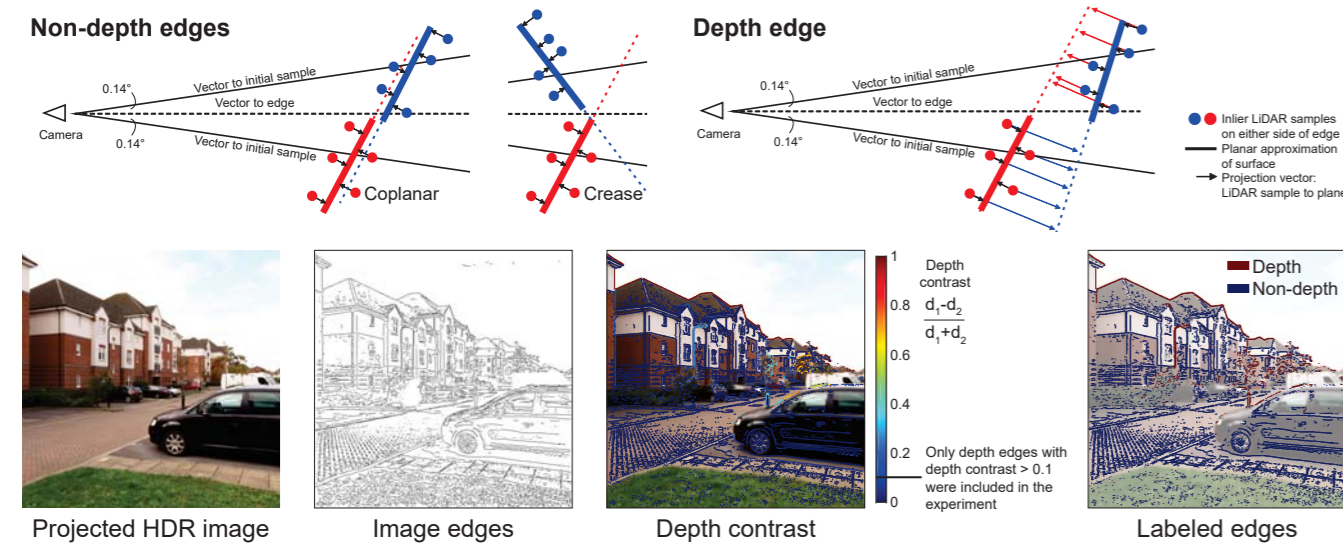 Non-depth edges
Depth edge
0.14°
Vector to initial sample
Vector to edge
Camera
0.14°
Vector to initial sample
Coplanar
Crease
0.14°
Vector to initial sample
Vector to edge
Camera
0.14°
Vector to initial sample
Inlier LiDAR samples
on either side of edge
Planar approximation
of surface
Projection vector:
LiDAR sample to plane
1
0.8
0.6
0.4
0.2
0
Depth
contrast
d1-d2
d1+d2
Only depth edges with
depth contrast > 0.1
were included in the
experiment
Depth
Non-depth
Projected HDR image
Image edges
Depth contrast
Labeled edges